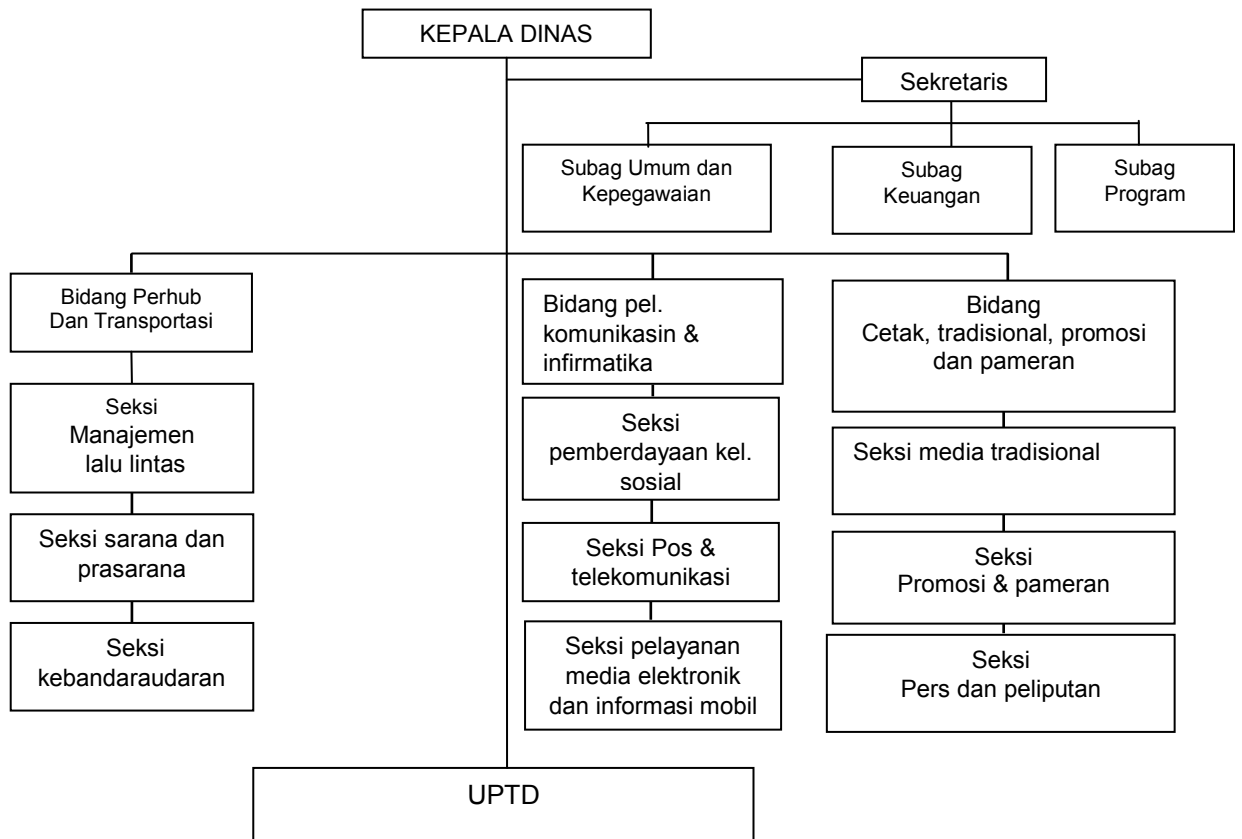 KEPALA DINAS
Sekretaris
Subag Umum dan
Kepegawaian
Subag
Keuangan
Subag
Program
Bidang Perhub
Dan Transportasi
Seksi
Manajemen
lalu lintas
Seksi sarana dan
prasarana
Seksi
kebandaraudaran
Bidang pel.
komunikasin &
infirmatika
Seksi
pemberdayaan kel.
sosial
Seksi Pos &
telekomunikasi
Seksi pelayanan
media elektronik
dan informasi mobil
Bidang
Cetak, tradisional, promosi
dan pameran
Seksi media tradisional
Seksi
Promosi & pameran
Seksi
Pers dan peliputan
UPTD